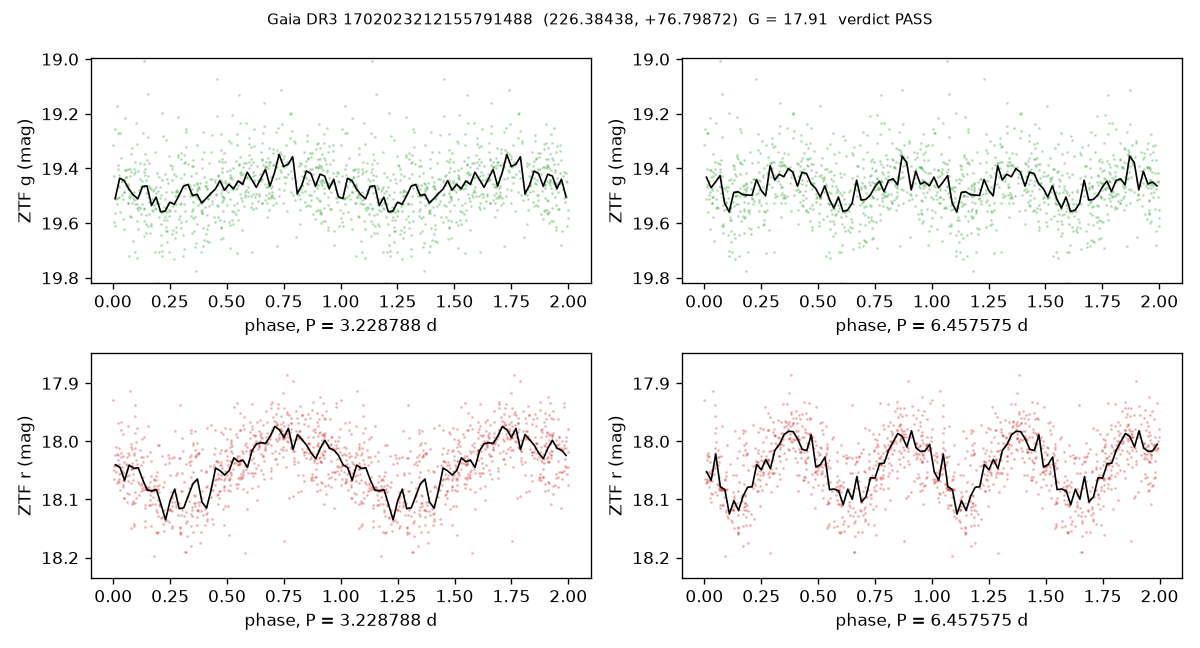 Gaia DR3 1702023212155791488  (226.38438, +76.79872)  G = 17.91  verdict PASS
19.0
19.2
19.4
19.6
19.8
ZTF g (mag)
0.00 0.25 0.50 0.75 1.00 1.25 1.50 1.75 2.00
phase, P = 3.228788 d
19.0
19.2
19.4
19.6
19.8
ZTF g (mag)
0.00 0.25 0.50 0.75 1.00 1.25 1.50 1.75 2.00
phase, P = 6.457575 d
17.9
18.0
18.1
18.2
ZTF r (mag)
0.00 0.25 0.50 0.75 1.00 1.25 1.50 1.75 2.00
phase, P = 3.228788 d
17.9
18.0
18.1
18.2
ZTF r (mag)
0.00 0.25 0.50 0.75 1.00 1.25 1.50 1.75 2.00
phase, P = 6.457575 d